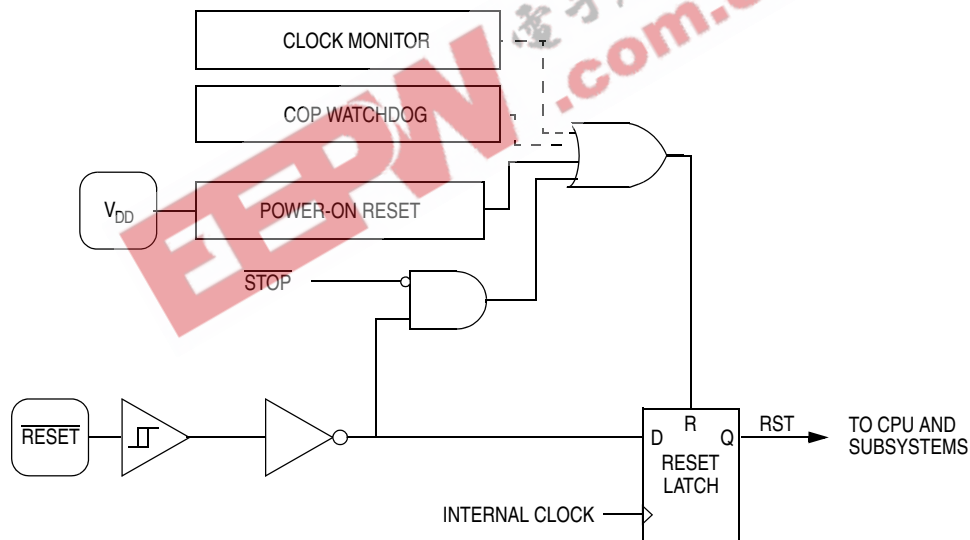 CLOCK MONITOR
COP WATCHDOG
POWER-ON RESET
VDD
STOP
RESET
D
R
Q
RESET
LATCH
RST
TO CPU AND
SUBSYSTEMS
INTERNAL CLOCK
EEPW
.com.c